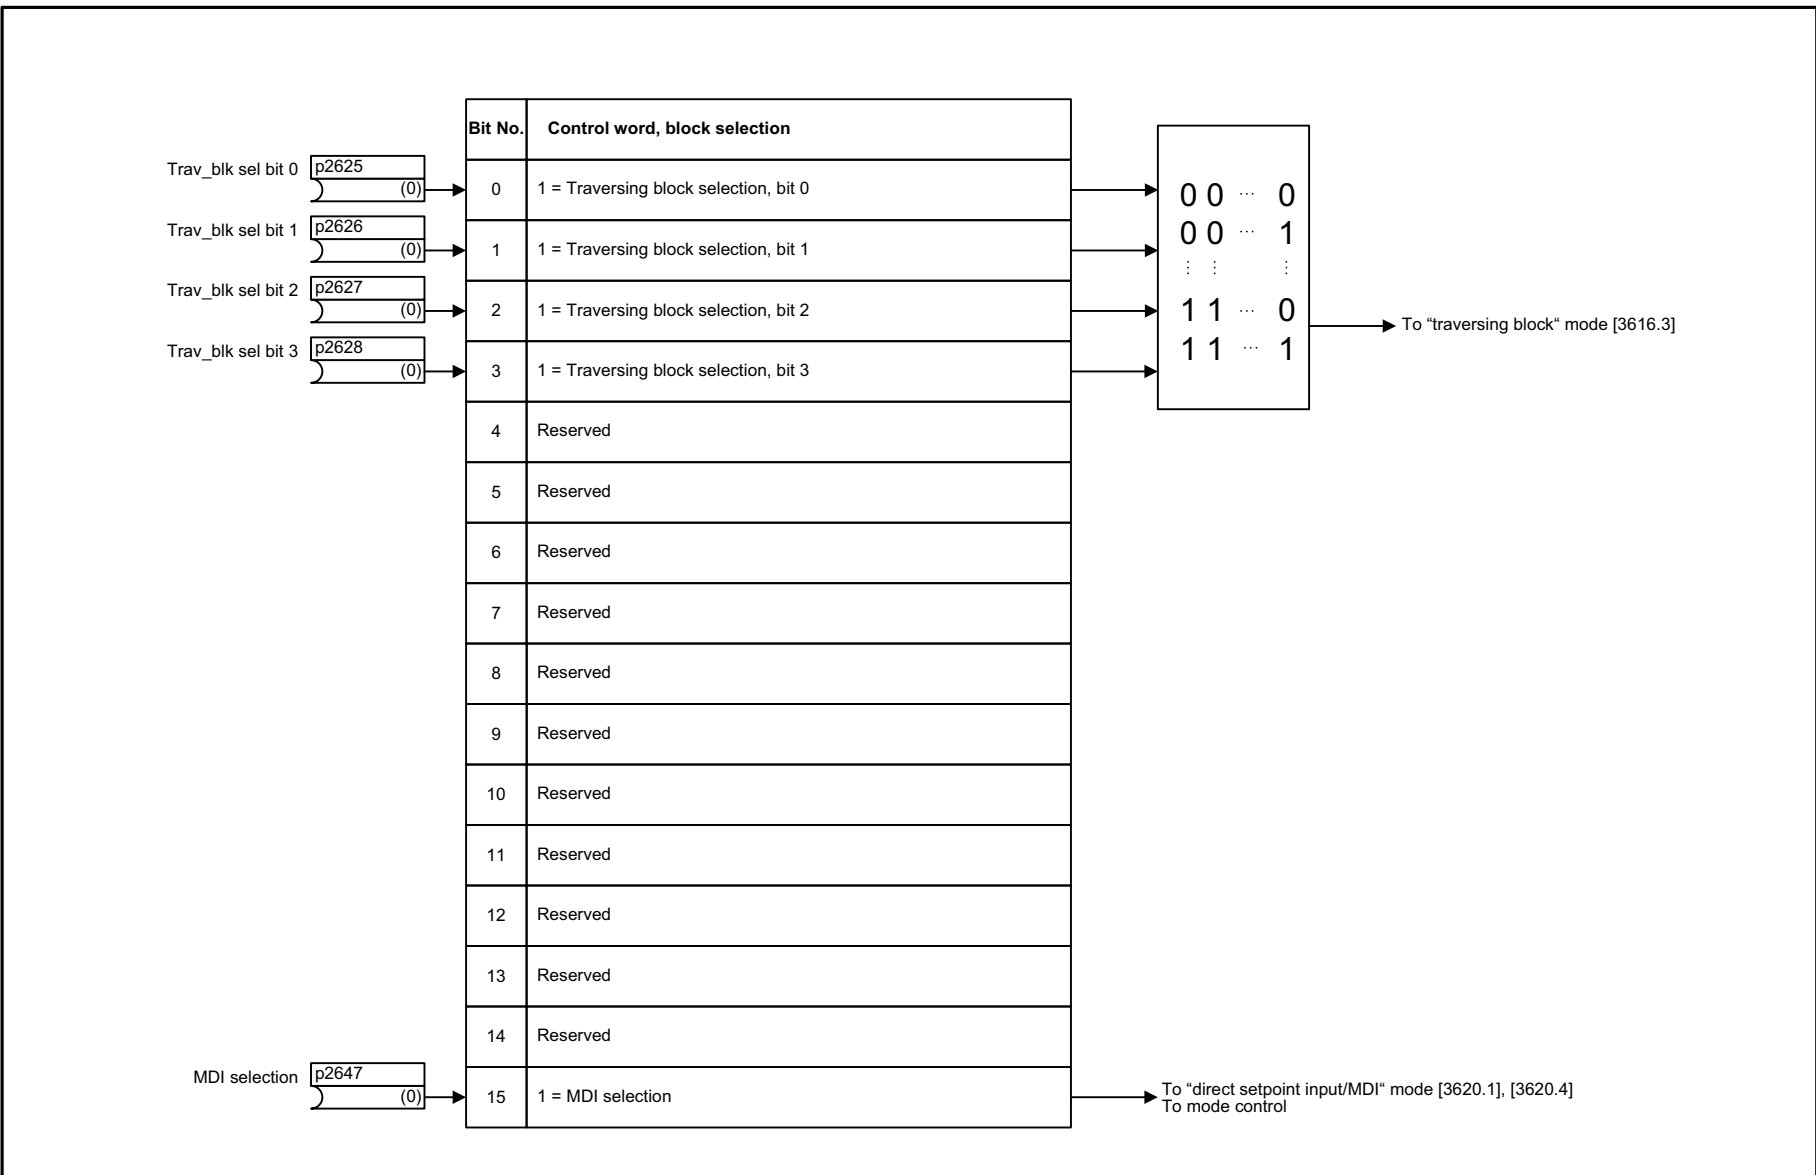 Bit No. Control word, block selection
Trav_blk sel bit 0 p2625
(0) 0 1 = Traversing block selection, bit 0
Trav_blk sel bit 1 p2626
(0) 1 1 = Traversing block selection, bit 1
Trav_blk sel bit 2 p2627
(0) 2 1 = Traversing block selection, bit 2
Trav_blk sel bit 3 p2628
(0) 3 1 = Traversing block selection, bit 3
0 0 ... 0
0 0 ... 1
⋮ ⋮ ⋮
1 1 ... 0
1 1 ... 1
To “traversing block“ mode [3616.3]
4 Reserved
5 Reserved
6 Reserved
7 Reserved
8 Reserved
9 Reserved
10 Reserved
11 Reserved
12 Reserved
13 Reserved
14 Reserved
MDI selection p2647
(0) 15 1 = MDI selection
To “direct setpoint input/MDI“ mode [3620.1], [3620.4]
To mode control